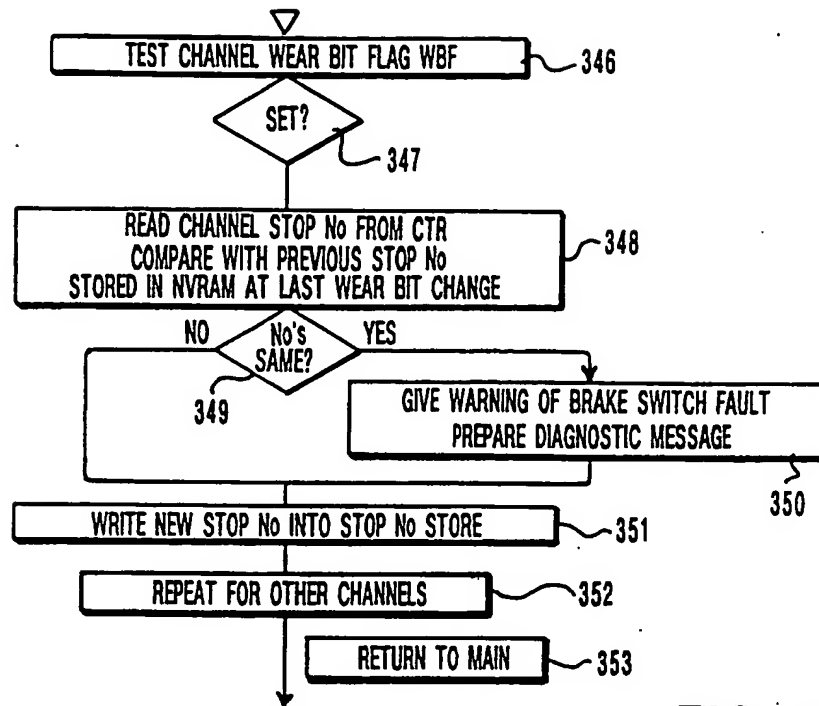 TEST CHANNEL WEAR BIT FLAG WBF
346
SET?
347
READ CHANNEL STOP No FROM CTR
COMPARE WITH PREVIOUS STOP No
STORED IN NVRAM AT LAST WEAR BIT CHANGE
348
NO
No's
SAME?
YES
349
GIVE WARNING OF BRAKE SWITCH FAULT
PREPARE DIAGNOSTIC MESSAGE
350
WRITE NEW STOP No INTO STOP No STORE
351
REPEAT FOR OTHER CHANNELS
352
RETURN TO MAIN
353